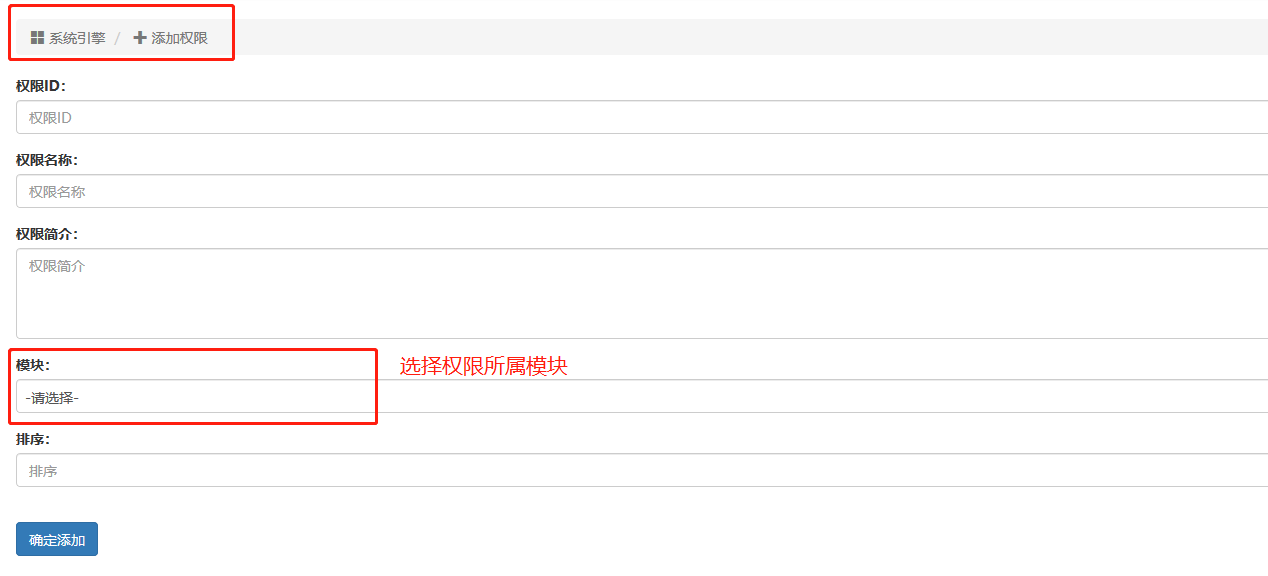 系统引擎 / 添加权限
权限ID:
权限ID
权限名称:
权限名称
权限简介:
权限简介
模块:
选择权限所属模块
-请选择-
排序:
排序
确定添加